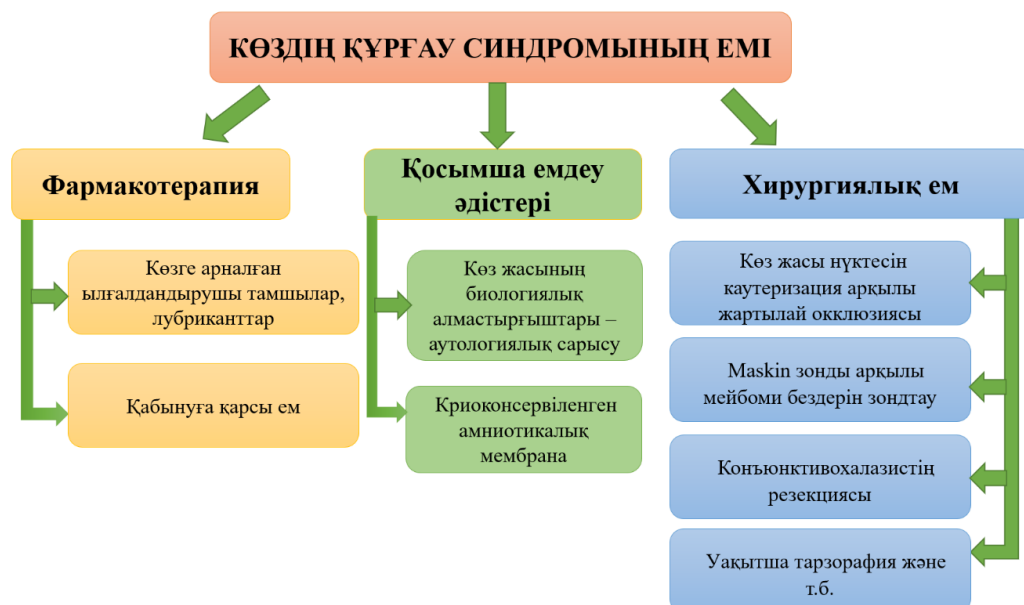 КӨЗДІҢ ҚҰРҒАУ СИНДРОМЫНЫҢ ЕМІ
Фармакотерапия
Көзге арналған
ылғалдандырушы тамшылар,
лубриканттар
Қабынуға қарсы ем
Қосымша емдеу
әдістері
Көз жасының
биологиялық
алмастырғыштары –
аутологиялық сарысу
Криоконсервіленген
амниотикалық
мембрана
Хирургиялық ем
Көз жасы нүктесін
каутеризация арқылы
жартылай окклюзиясы
Maskin зонды арқылы
мейбоми бездерін зондтау
Конъюнктивохалазистің
резекциясы
Уақытша тарзорафия және
т.б.